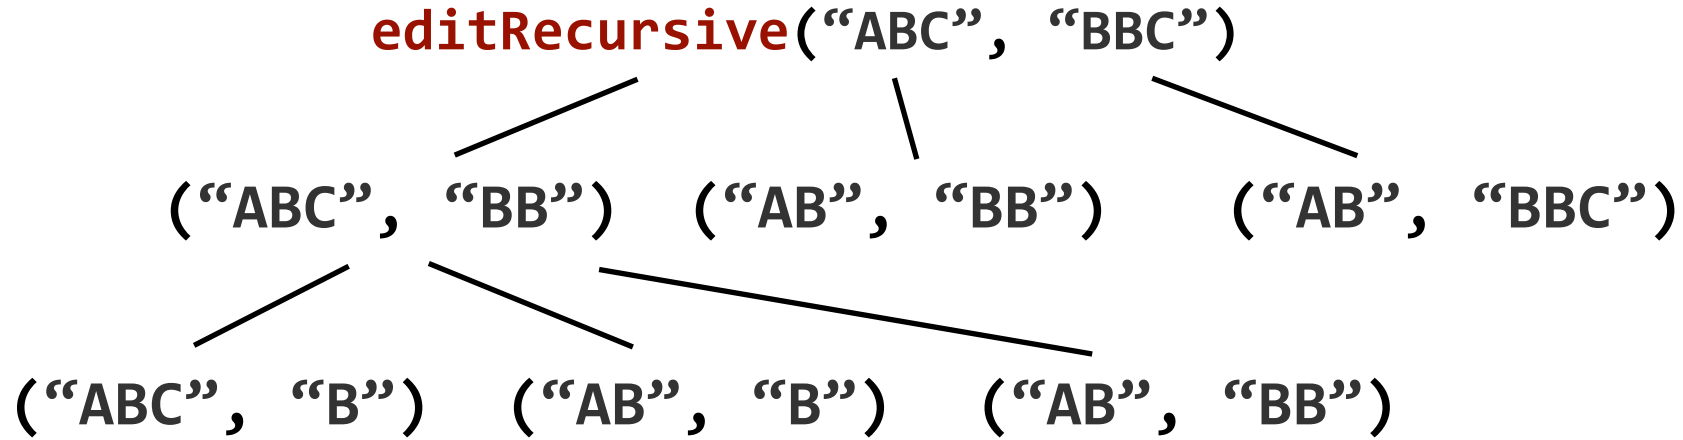 editRecursive(“ABC”, “BBC”)
(“ABC”, “BB”) (“AB”, “BB”) (“AB”, “BBC”)
(“ABC”, “B”) (“AB”, “B”) (“AB”, “BB”)